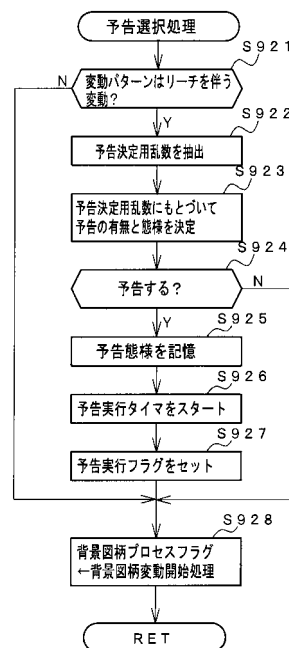 予告選択処理
S921
N
変動パターンはリーチを伴う
変動?
Y
S922
予告決定用乱数を抽出
S923
予告決定用乱数にもとづいて
予告の有無と態様を決定
S924
予告する?
N
Y
S925
予告態様を記憶
S926
予告実行タイマをスタート
S927
予告実行フラグをセット
S928
背景図柄プロセスフラグ
←背景図柄変動開始処理
RET